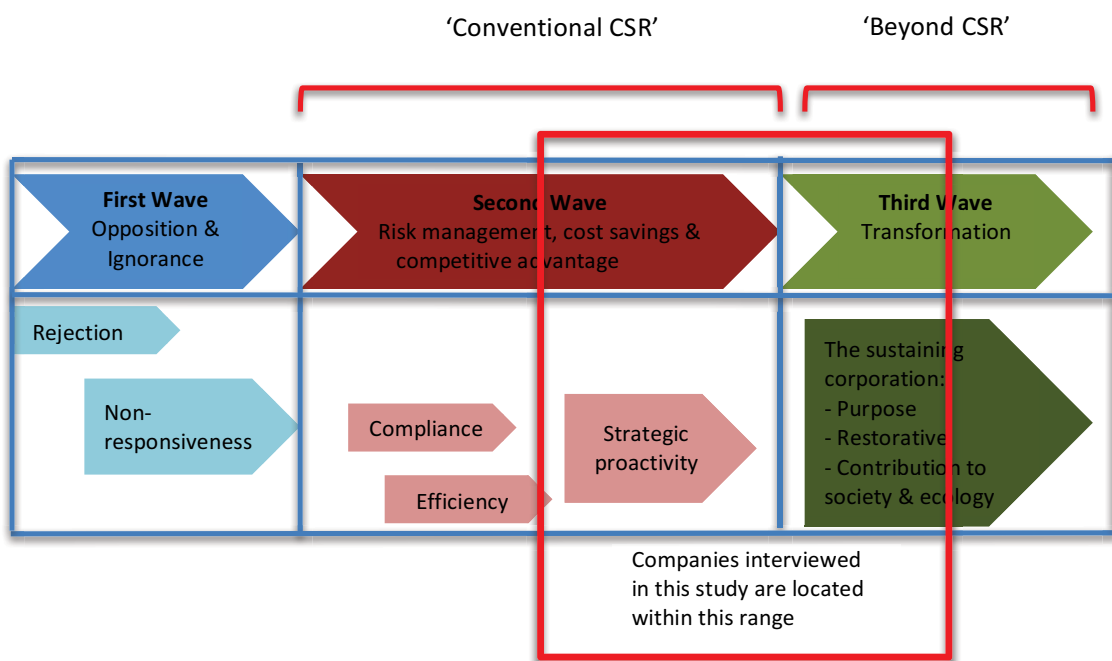 ‘Conventional CSR’
‘Beyond CSR’
First Wave
Opposition &
Ignorance
Second Wave
Risk management, cost savings &
competitive advantage
Third Wave
Transformation
Rejection
Non-
responsiveness
Compliance
Efficiency
Strategic
proactivity
The sustaining
corporation:
- Purpose
- Restorative
- Contribution to
society & ecology
Companies interviewed
in this study are located
within this range